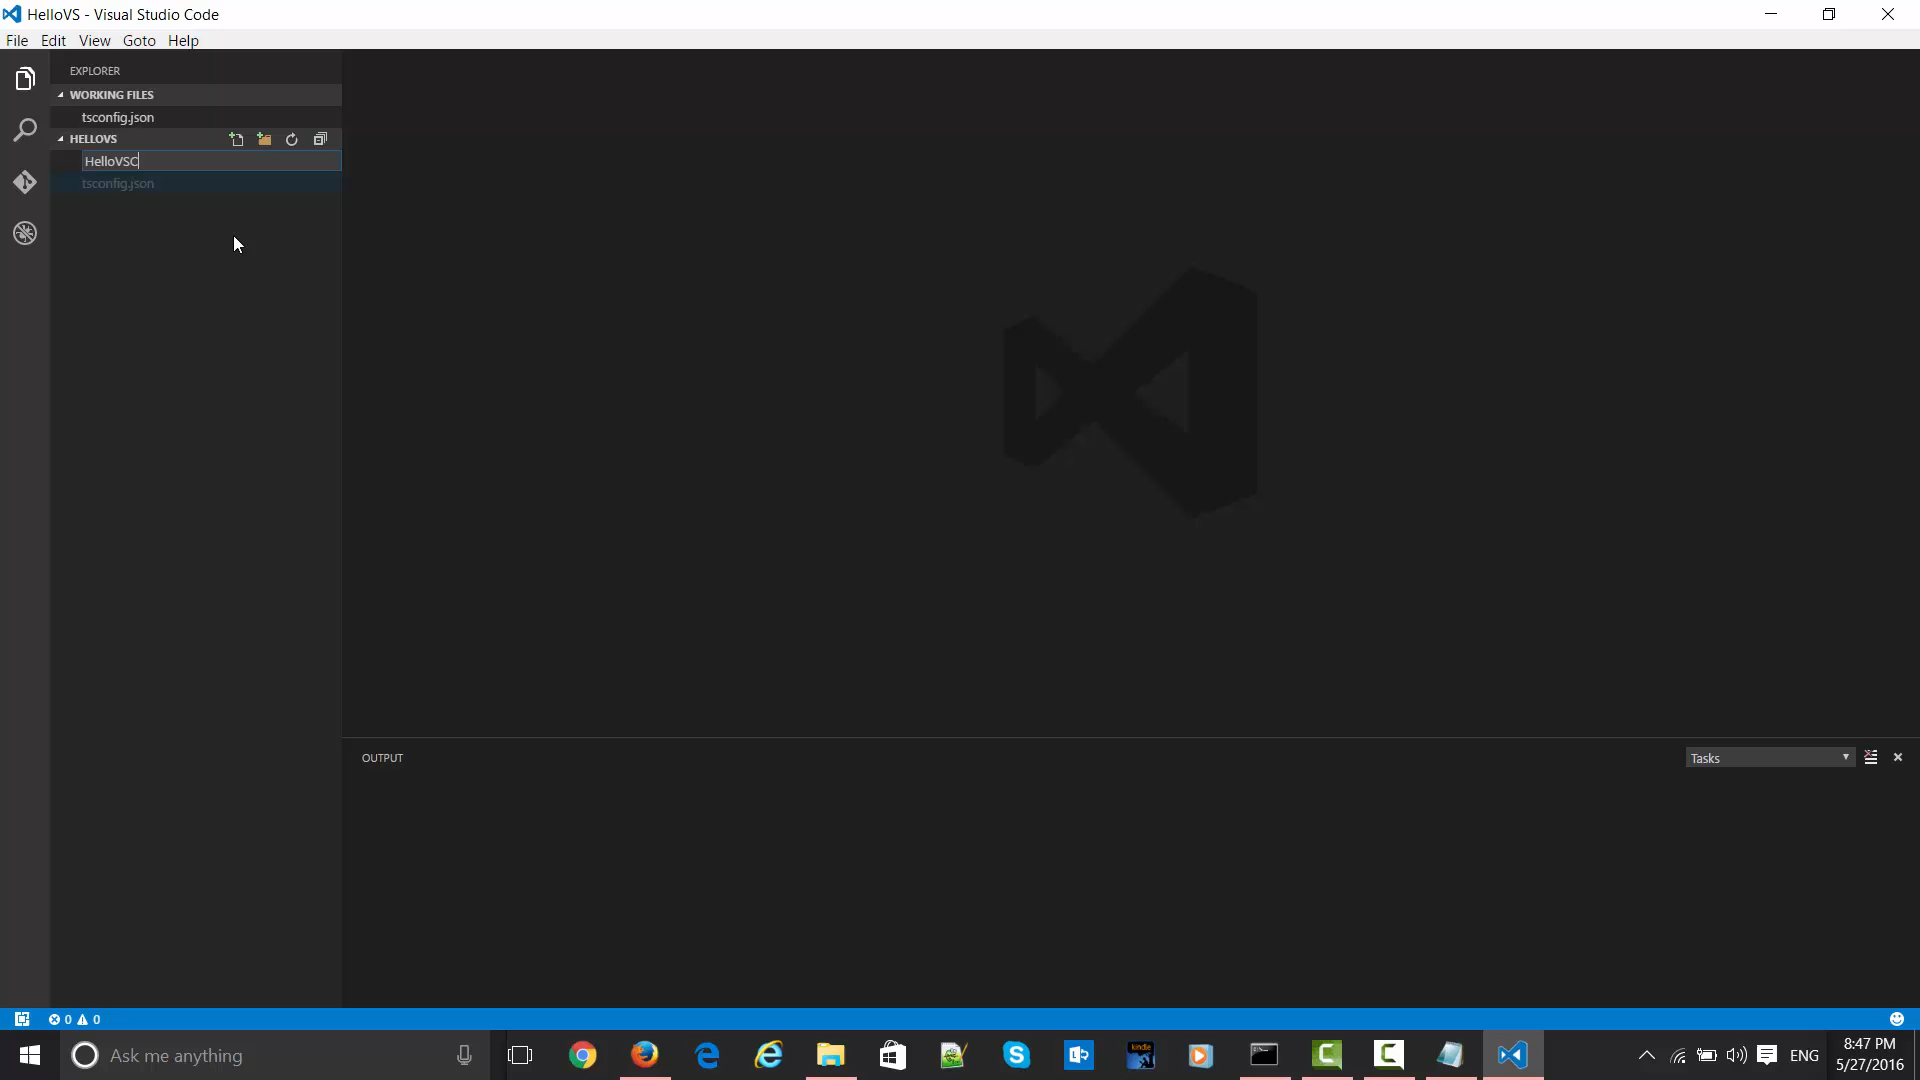 HelloVS - Visual Studio Code
File Edit View Goto Help
EXPLORER
WORKING FILES
tsconfig.json
HELLOVS
HelloVSC
tsconfig.json
OUTPUT
Tasks
0 0
Ask me anything
kindle
ENG
8:47 PM
5/27/2016